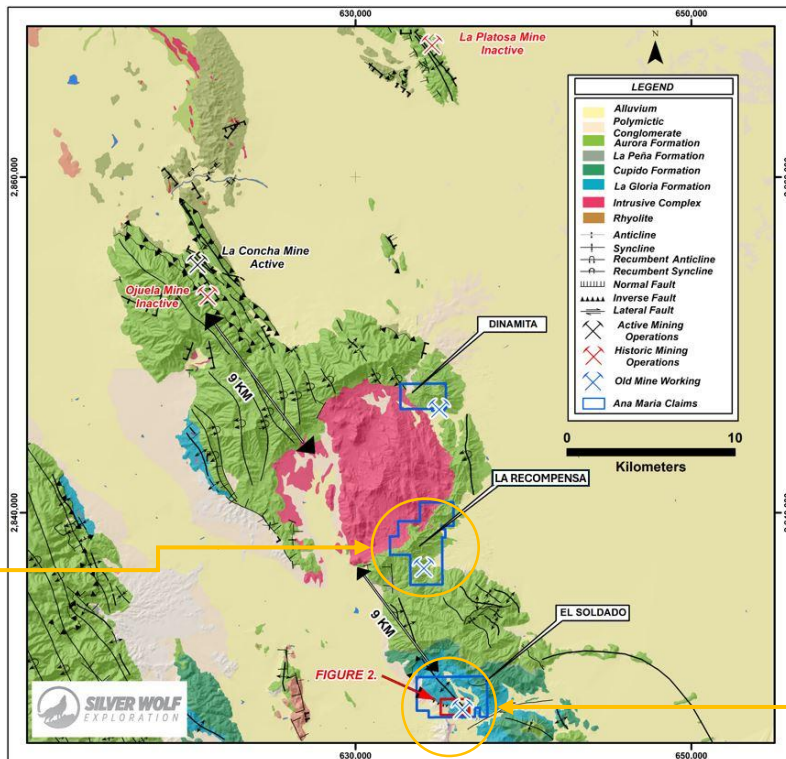 630,000
650,000
La Platosa Mine
Inactive
LEGEND
Alluvium
Polymictic
Conglomerate
Aurora Formation
La Peña Formation
Cupido Formation
La Gloria Formation
Intrusive Complex
Rhyolite
Anticline
Syncline
Recumbent Anticline
Recumbent Syncline
Normal Fault
Inverse Fault
Lateral Fault
Active Mining
Operations
Historic Mining
Operations
Old Mine Working
Ana Maria Claims
0
10
Kilometers
2,860,000
La Concha Mine
Active
Ojuela Mine
Inactive
DINAMITA
9 KM
LA RECOMPENSA
2,840,000
9 KM
EL SOLDADO
FIGURE 2.
SILVER WOLF
EXPLORATION
630,000
650,000